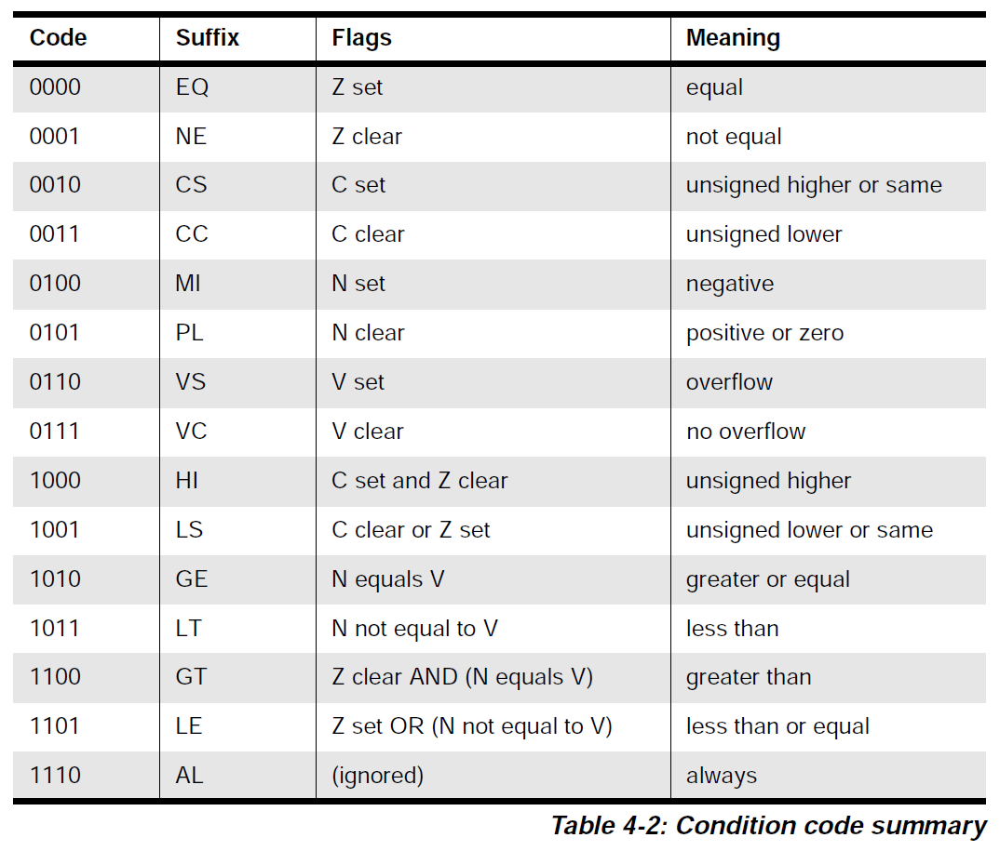 Code Suffix Flags Meaning
0000 EQ Z set equal
0001 NE Z clear not equal
0010 CS C set unsigned higher or same
0011 CC C clear unsigned lower
0100 MI N set negative
0101 PL N clear positive or zero
0110 VS V set overflow
0111 VC V clear no overflow
1000 HI C set and Z clear unsigned higher
1001 LS C clear or Z set unsigned lower or same
1010 GE N equals V greater or equal
1011 LT N not equal to V less than
1100 GT Z clear AND (N equals V) greater than
1101 LE Z set OR (N not equal to V) less than or equal
1110 AL (ignored) always
Table 4-2: Condition code summary